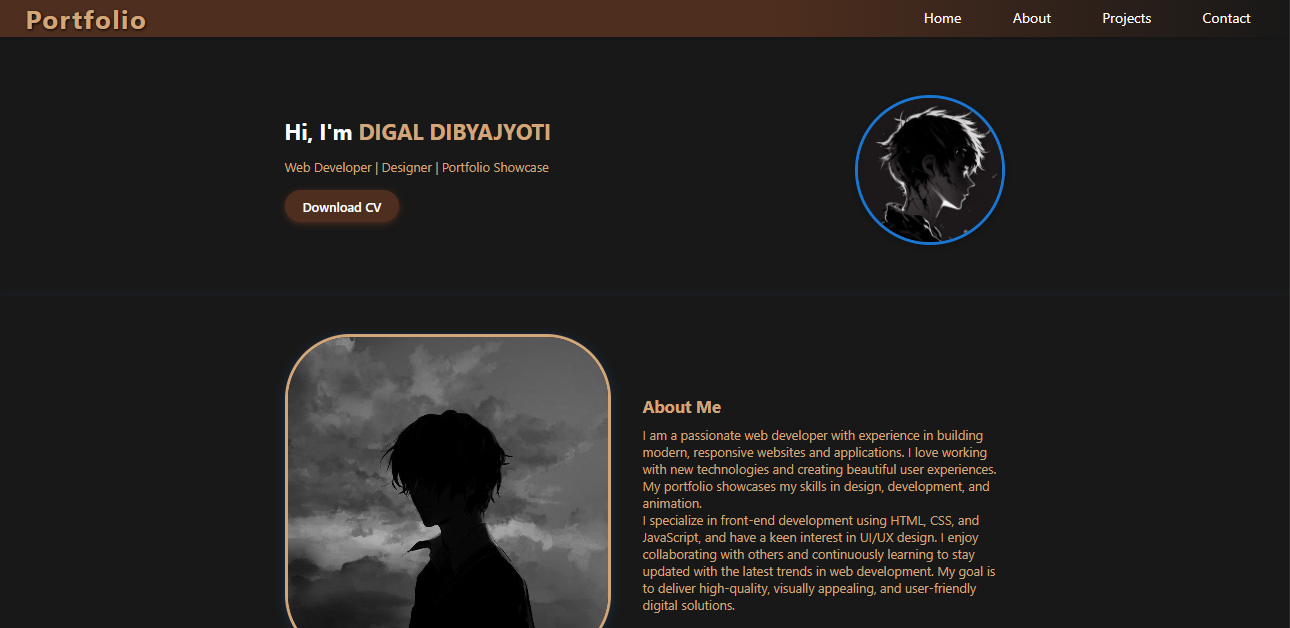 Portfolio
Home
About
Projects
Contact
Hi, I'm DIGAL DIBYAJYOTI
Web Developer | Designer | Portfolio Showcase
Download CV
About Me
I am a passionate web developer with experience in building
modern, responsive websites and applications. I love working
with new technologies and creating beautiful user experiences.
My portfolio showcases my skills in design, development, and
animation.
I specialize in front-end development using HTML, CSS, and
JavaScript, and have a keen interest in UI/UX design. I enjoy
collaborating with others and continuously learning to stay
updated with the latest trends in web development. My goal is
to deliver high-quality, visually appealing, and user-friendly
digital solutions.